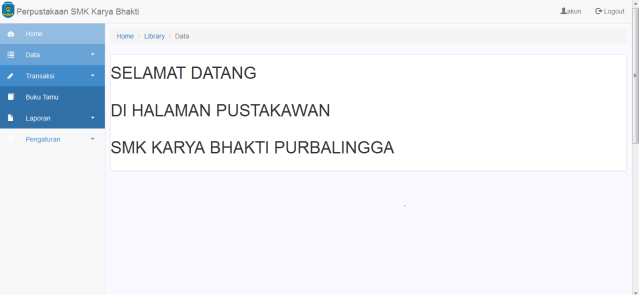 Perpustakaan SMK Karya Bhakti
akun
Logout
Home
Data
Transaksi
Buku Tamu
Laporan
Pengaturan
Home / Library / Data
SELAMAT DATANG
DI HALAMAN PUSTAKAWAN
SMK KARYA BHAKTI PURBALINGGA